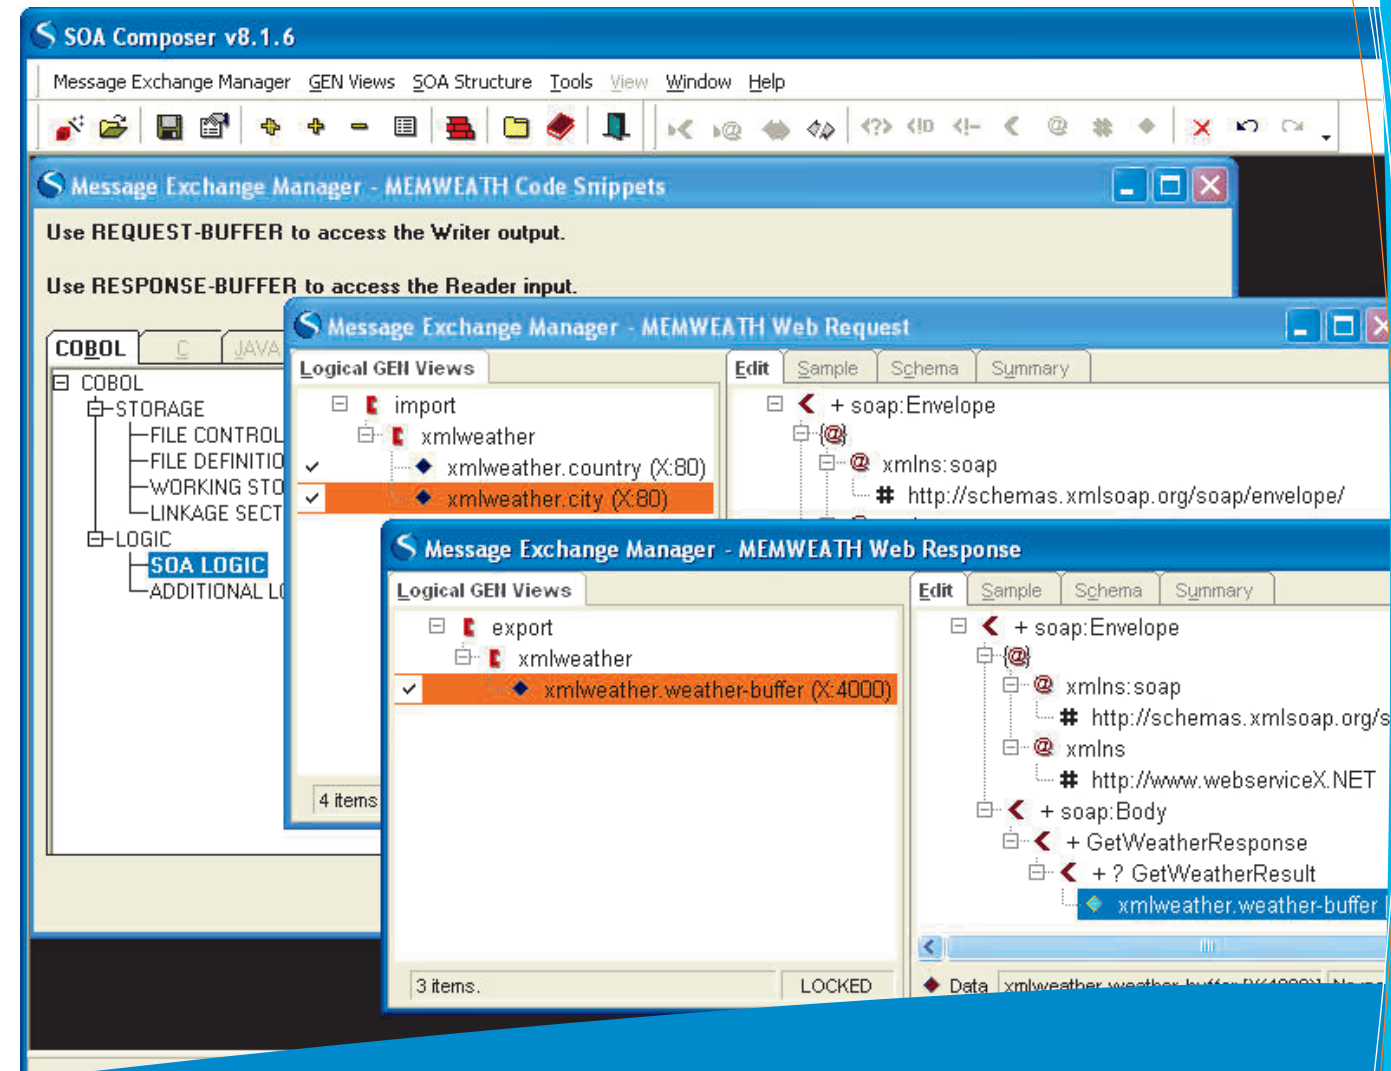 SOA Composer v8.1.6
Message Exchange Manager GEN Views SOA Structure Tools View Window Help
Message Exchange Manager - MEMWEATH Code Snippets
Use REQUEST-BUFFER to access the Writer output.
Use RESPONSE-BUFFER to access the Reader input.
COBOL C JAVA
COBOL
STORAGE
FILE CONTROL
FILE DEFINITIO
WORKING STO
LINKAGE SECT
LOGIC
SOA LOGIC
ADDITIONAL LO
Message Exchange Manager - MEMWEATH Web Request
Logical GEN Views
import
xmlweather
xmlweather.country (X:80)
xmlweather.city (X:80)
4 items
Edit Sample Schema Summary
+ soap:Envelope
{@}
@ xmlns:soap
# http://schemas.xmlsoap.org/soap/envelope/
Message Exchange Manager - MEMWEATH Web Response
Logical GEN Views
export
xmlweather
xmlweather.weather-buffer (X:4000)
3 items.
LOCKED
Edit Sample Schema Summary
+ soap:Envelope
{@}
@ xmlns:soap
# http://schemas.xmlsoap.org/s
@ xmlns
# http://www.webserviceX.NET
+ soap:Body
+ GetWeatherResponse
+ ? GetWeatherResult
xmlweather.weather-buffer
Data xmlweather.weather-buffer